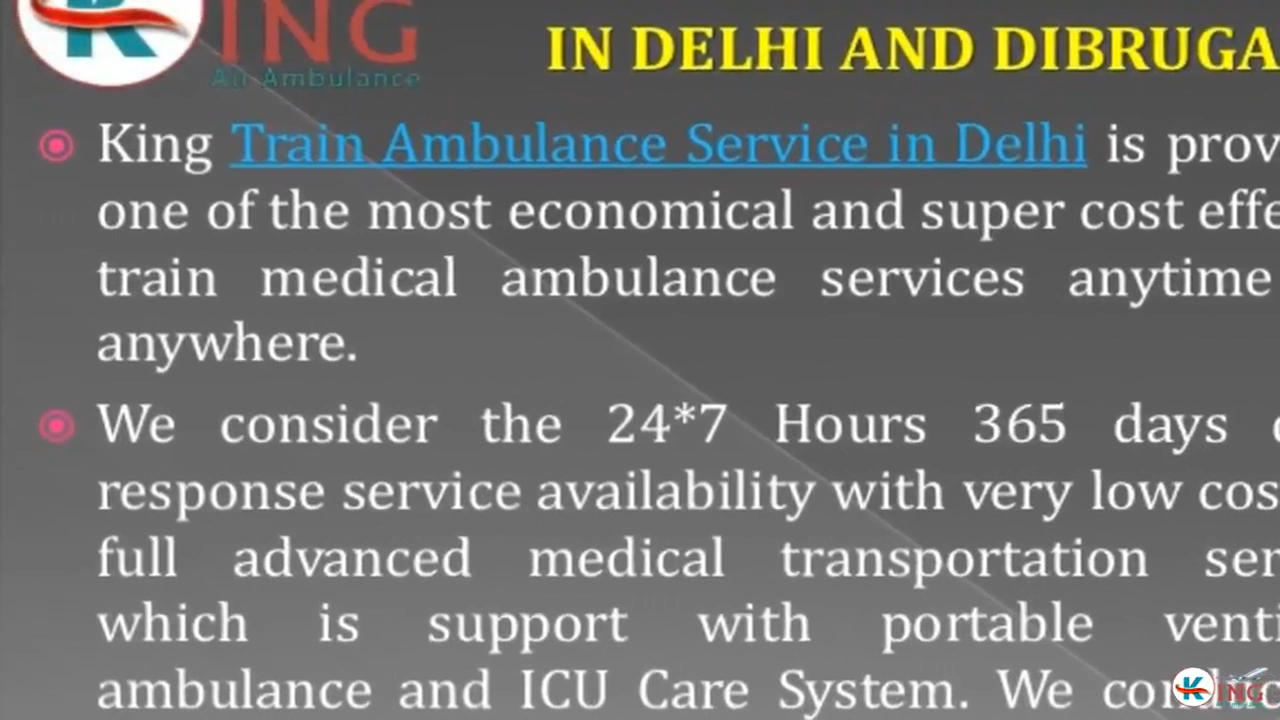 KING
Air Ambulance
IN DELHI AND DIBRUGA
King Train Ambulance Service in Delhi is prov
one of the most economical and super cost effe
train medical ambulance services anytime
anywhere.
We consider the 24*7 Hours 365 days
response service availability with very low cos
full advanced medical transportation ser
which is support with portable venti
ambulance and ICU Care System. We
KING